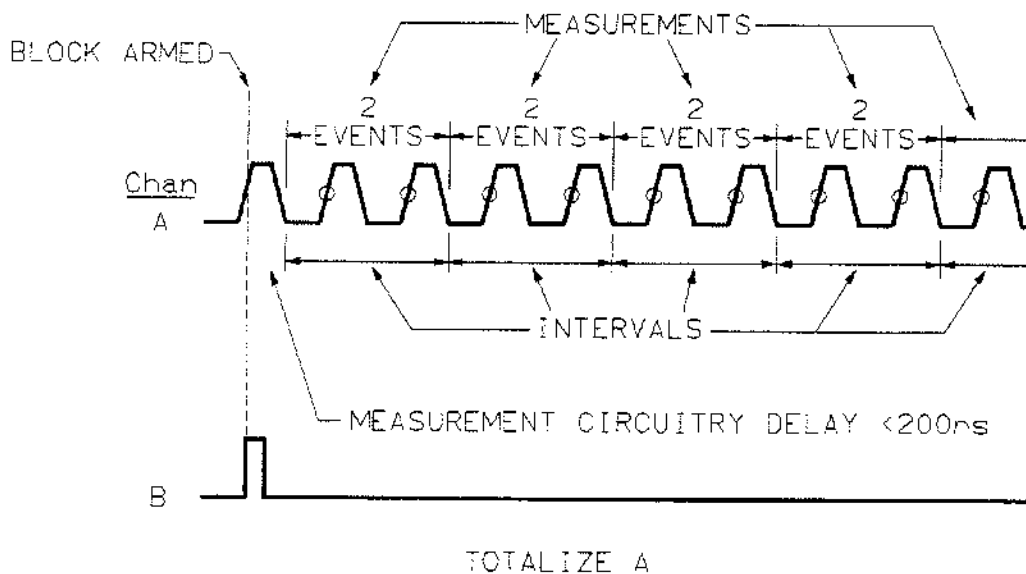 MEASUREMENTS
BLOCK ARMED
2 2 2 2
EVENTS EVENTS EVENTS EVENTS
Chan
A
INTERVALS
MEASUREMENT CIRCUITRY DELAY <200ns
B
TOTALIZE A